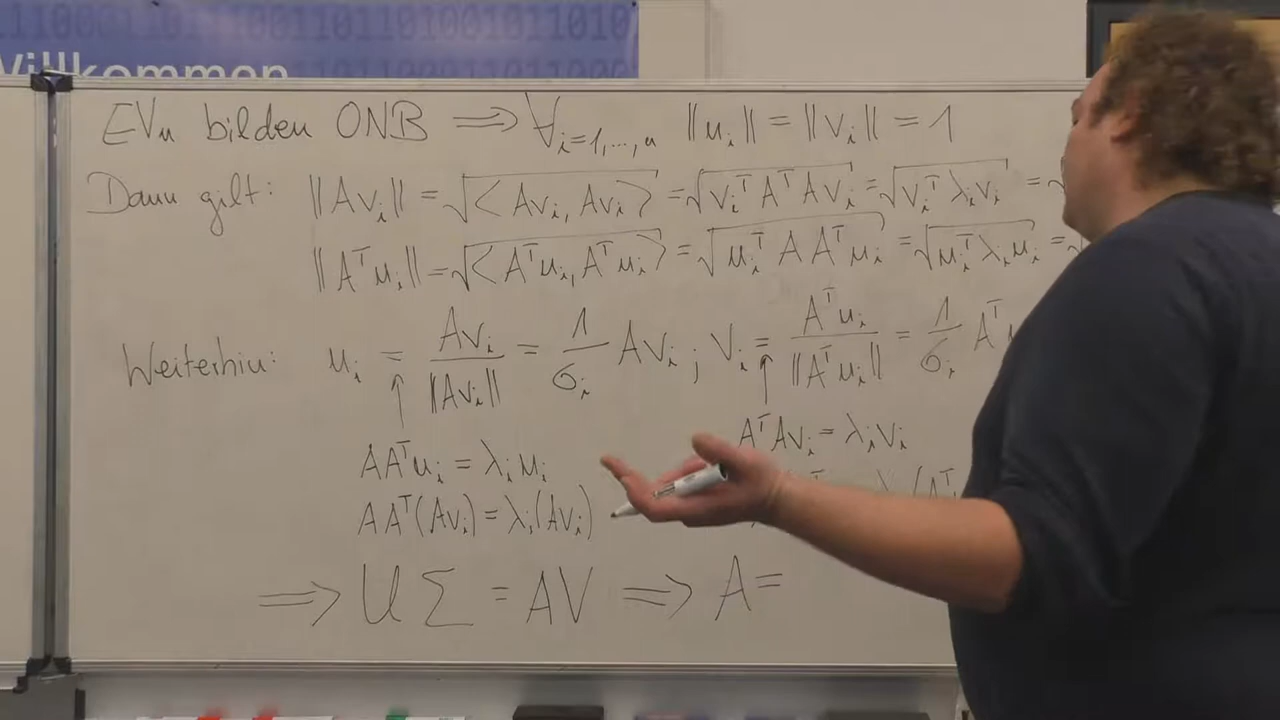 Willkommen
EVn bilden ONB ⟹ ∀ᵢ₌₁,...,ₙ ||uᵢ|| = ||vᵢ|| = 1
Dann gilt: ||Avᵢ|| = √<Avᵢ, Avᵢ> = √vᵢᵀAᵀAvᵢ = √vᵢᵀλᵢvᵢ = √
||Aᵀuᵢ|| = √<Aᵀuᵢ, Aᵀuᵢ> = √uᵢᵀAAᵀuᵢ = √uᵢᵀλᵢuᵢ = √
Weiterhin: uᵢ = Avᵢ/||Avᵢ|| = 1/σᵢ Avᵢ ; vᵢ = Aᵀuᵢ/||Aᵀuᵢ|| = 1/σᵢ Aᵀ
↑ ↑
AAᵀuᵢ = λᵢuᵢ AᵀAvᵢ = λᵢvᵢ
AAᵀ(Avᵢ) = λᵢ(Avᵢ)
⟹ UΣ = AV ⟹ A =